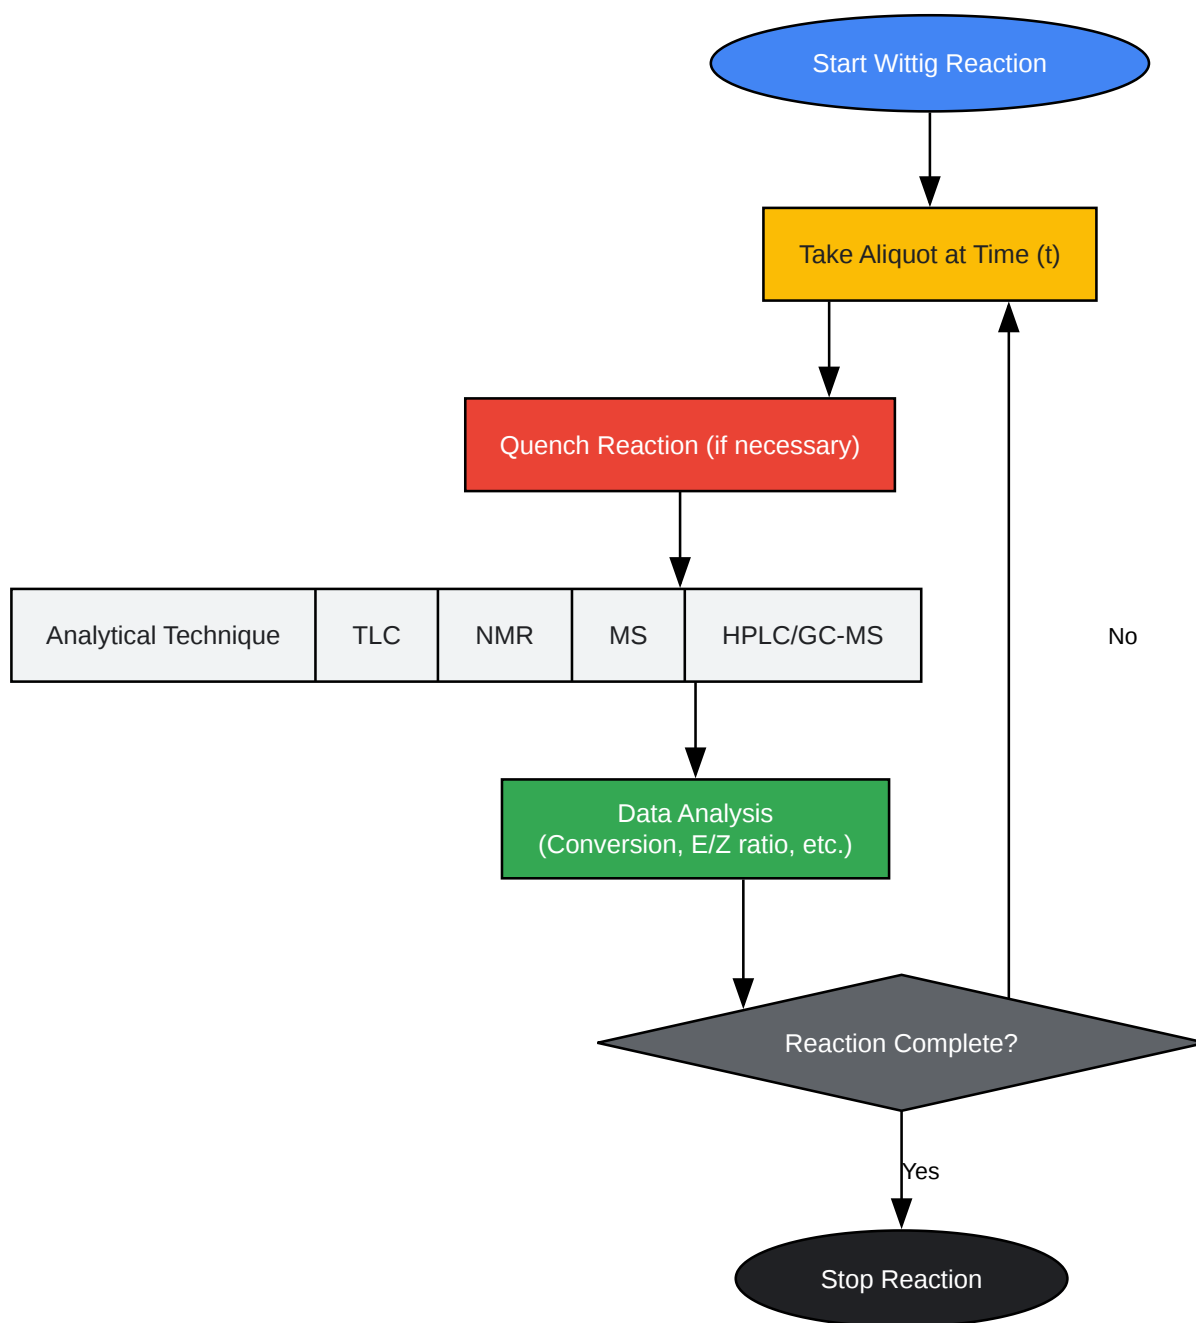 Start Wittig Reaction
Take Aliquot at Time (t)
Quench Reaction (if necessary)
Analytical Technique
TLC
NMR
MS
HPLC/GC-MS
No
Data Analysis
(Conversion, E/Z ratio, etc.)
Reaction Complete?
Yes
Stop Reaction